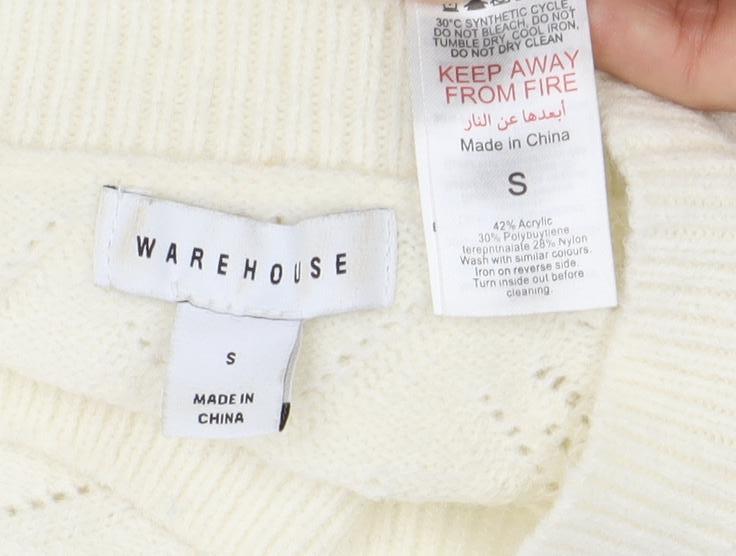 WAREHOUSE
S
MADE IN
CHINA
30°C SYNTHETIC CYCLE,
DO NOT BLEACH, DO NOT
TUMBLE DRY, COOL IRON,
DO NOT DRY CLEAN
KEEP AWAY
FROM FIRE
أبعدها عن النار
Made in China
S
42% Acrylic
30% Polybutylene
terephthalate 28% Nylon
Wash with similar colours.
Iron on reverse side.
Turn inside out before
cleaning.